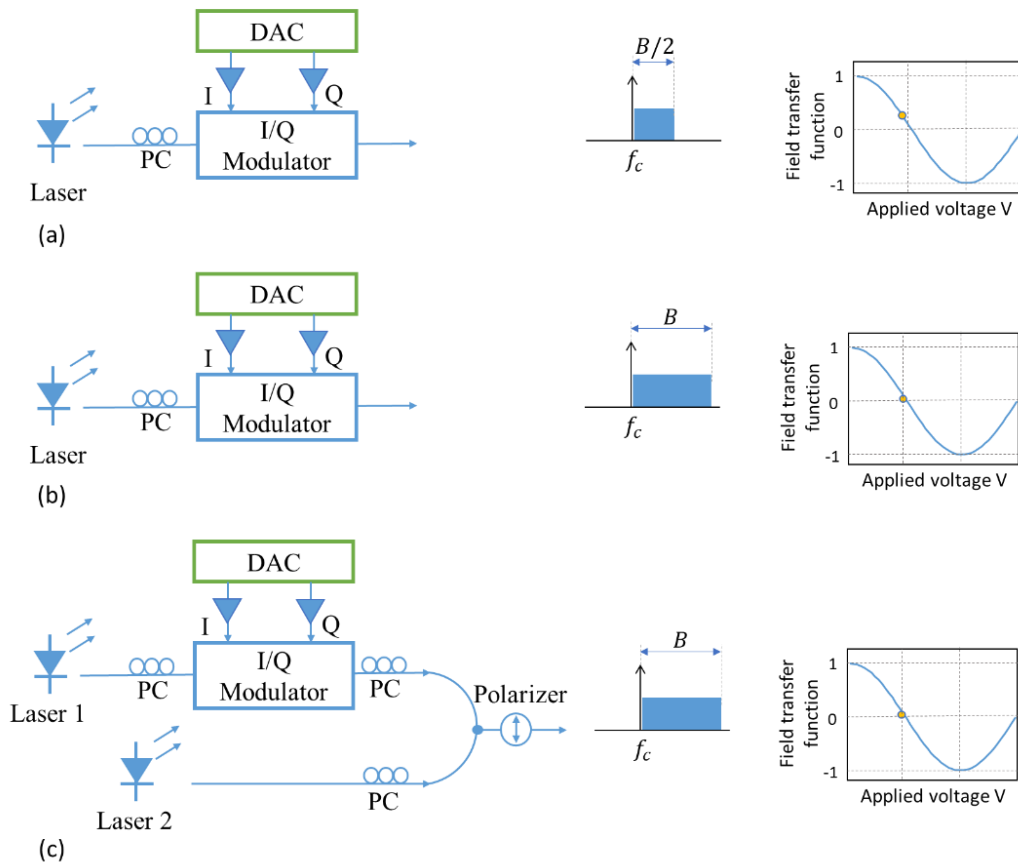 DAC
I
Q
I/Q
Modulator
PC
Laser
(a)
B/2
f_c
Field transfer
function
1
0
-1
Applied voltage V
DAC
I
Q
I/Q
Modulator
PC
Laser
(b)
B
f_c
Field transfer
function
1
0
-1
Applied voltage V
DAC
I
Q
I/Q
Modulator
PC
PC
Laser 1
Polarizer
PC
Laser 2
(c)
B
f_c
Field transfer
function
1
0
-1
Applied voltage V